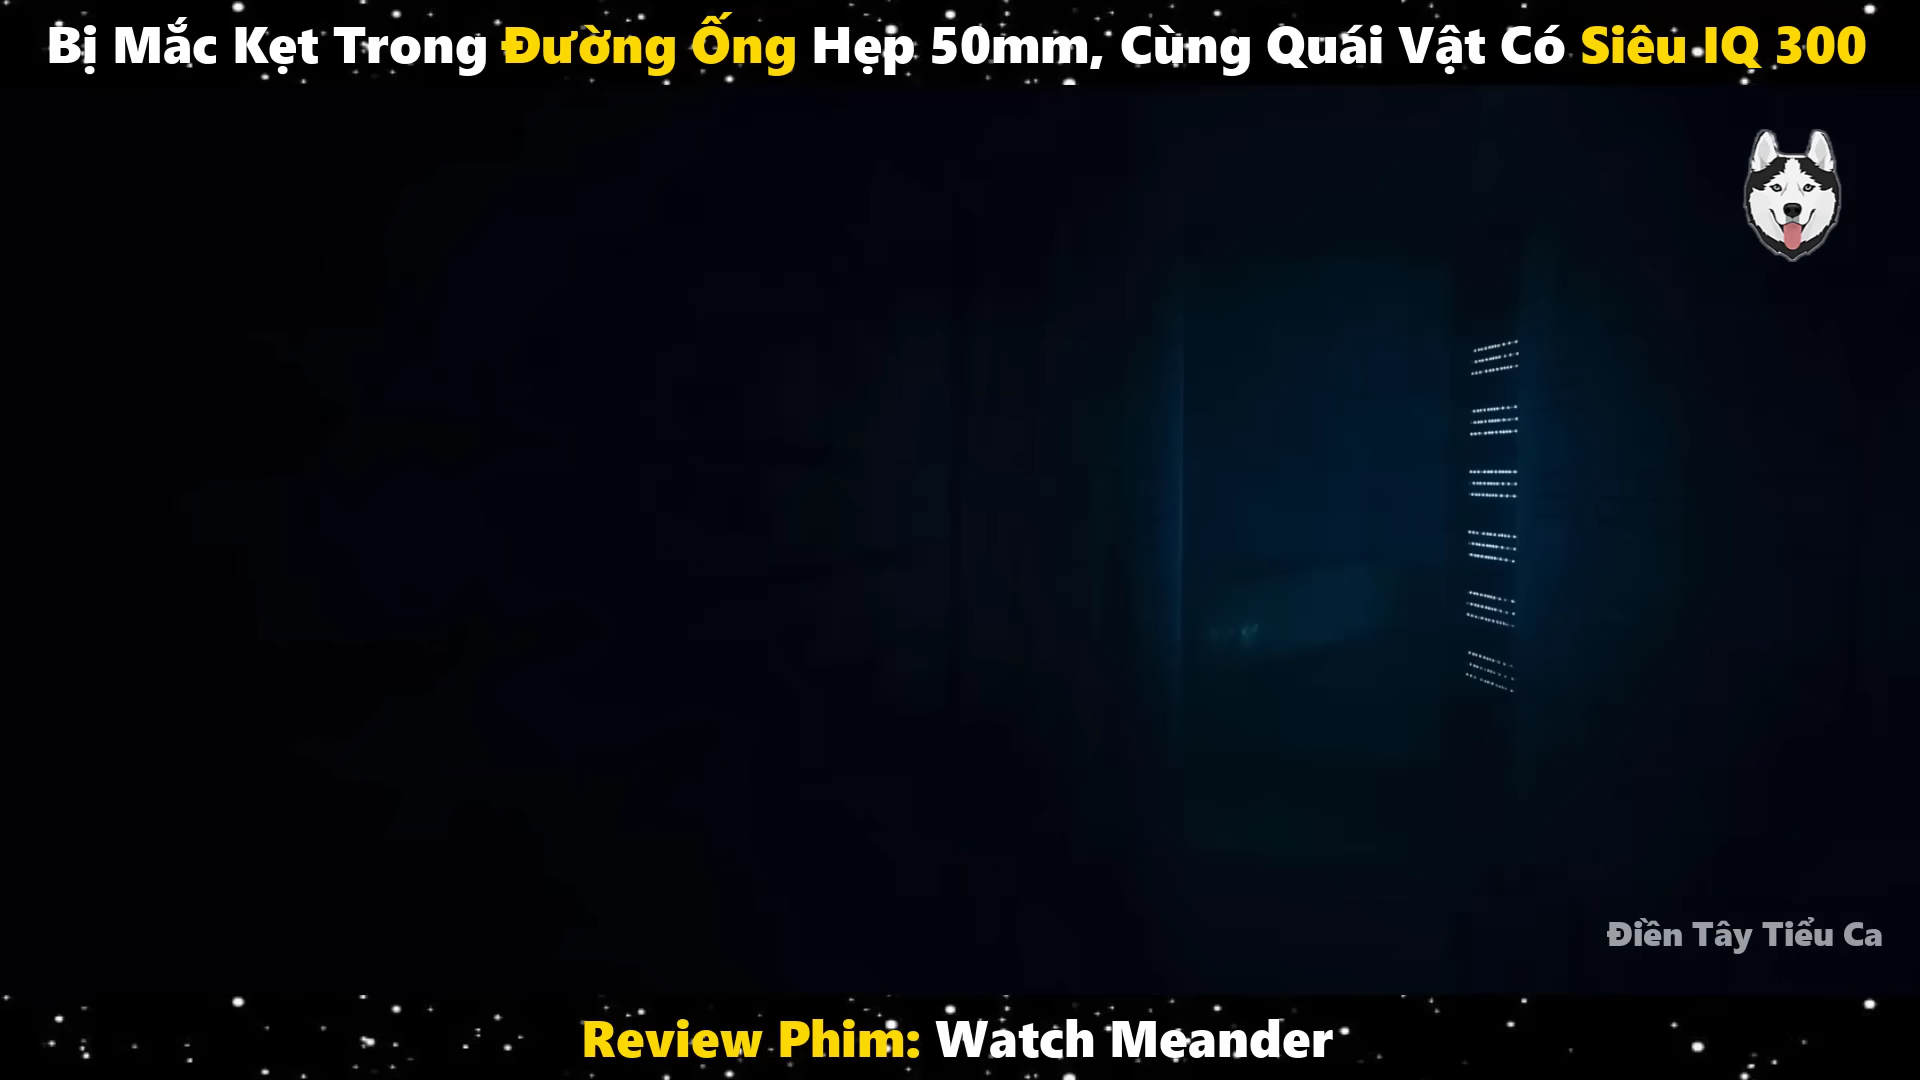 Bị Mắc Kẹt Trong Đường Ống Hẹp 50mm, Cùng Quái Vật Có Siêu IQ 300
Điền Tây Tiểu Ca
Review Phim: Watch Meander